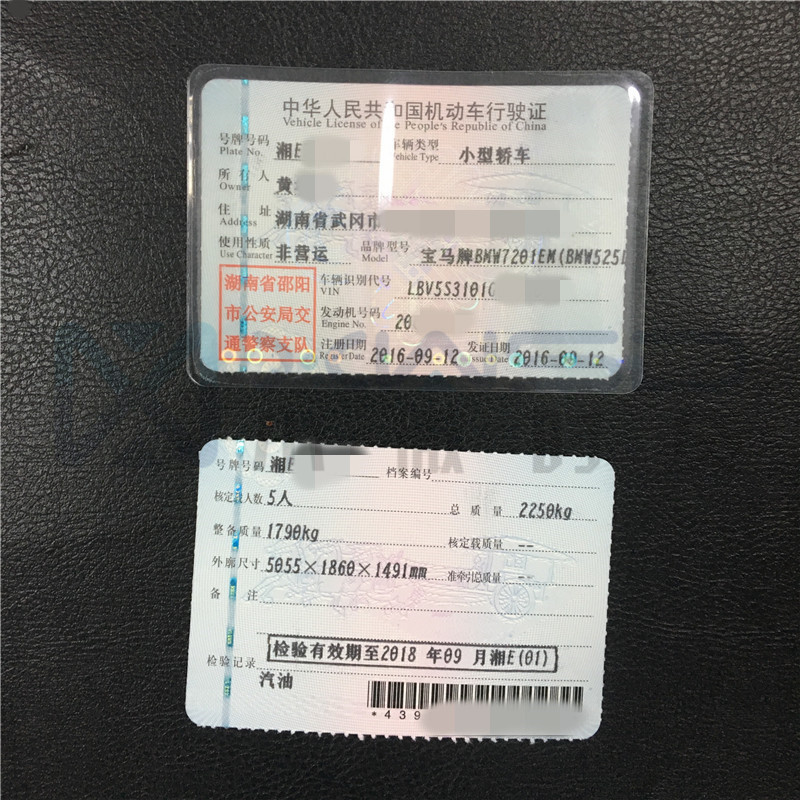 中华人民共和国机动车行驶证
Vehicle License of the People's Republic of China
号牌号码 湘E 车辆类型 小型轿车
Plate No. Vehicle Type
所有人 黄
Owner
住址 湖南省武冈市
Address
使用性质 非营运 品牌型号 宝马牌BMW7201EM(BMW525L
Use Character Model
湖南省邵阳
市公安局交
通警察支队
车辆识别代号 LBV5S3101
VIN
发动机号码 20
Engine No.
注册日期 2016-09-12 发证日期 2016-09-12
Register Date Issue Date
号牌号码 湘E 档案编号
核定载人数 5人 总质量 2250kg
整备质量 1790kg 核定载质量 --
外廓尺寸 5055×1860×1491mm 准牵引总质量 --
备注
检验记录 检验有效期至2018年09月湘E(01)
汽油
*439